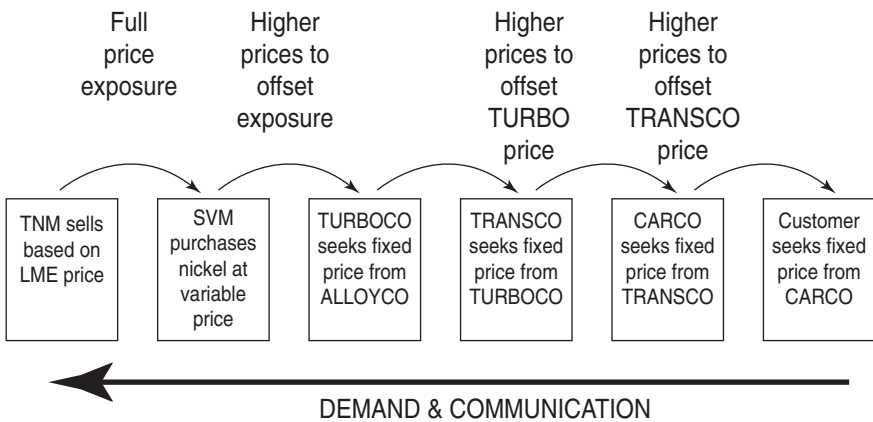 Full
price
exposure
Higher
prices to
offset
exposure
Higher
prices to
offset
TURBO
price
Higher
prices to
offset
TRANSCO
price
TNM sells
based on
LME price
SVM
purchases
nickel at
variable
price
TURBOCO
seeks fixed
price from
ALLOYCO
TRANSCO
seeks fixed
price from
TURBOCO
CARCO
seeks fixed
price from
TRANSCO
Customer
seeks fixed
price from
CARCO
DEMAND & COMMUNICATION